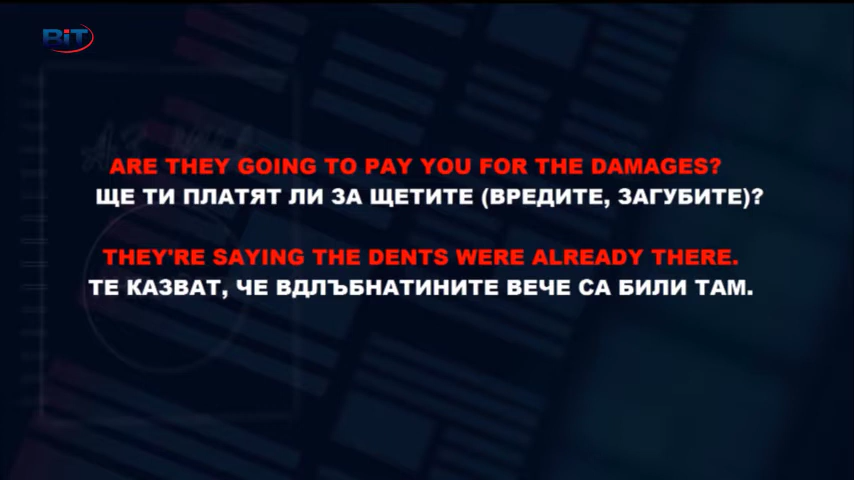 BiT
ARE THEY GOING TO PAY YOU FOR THE DAMAGES?
ЩЕ ТИ ПЛАТЯТ ЛИ ЗА ЩЕТИТЕ (ВРЕДИТЕ, ЗАГУБИТЕ)?
THEY'RE SAYING THE DENTS WERE ALREADY THERE.
ТЕ КАЗВАТ, ЧЕ ВДЛЪБНАТИНИТЕ ВЕЧЕ СА БИЛИ ТАМ.